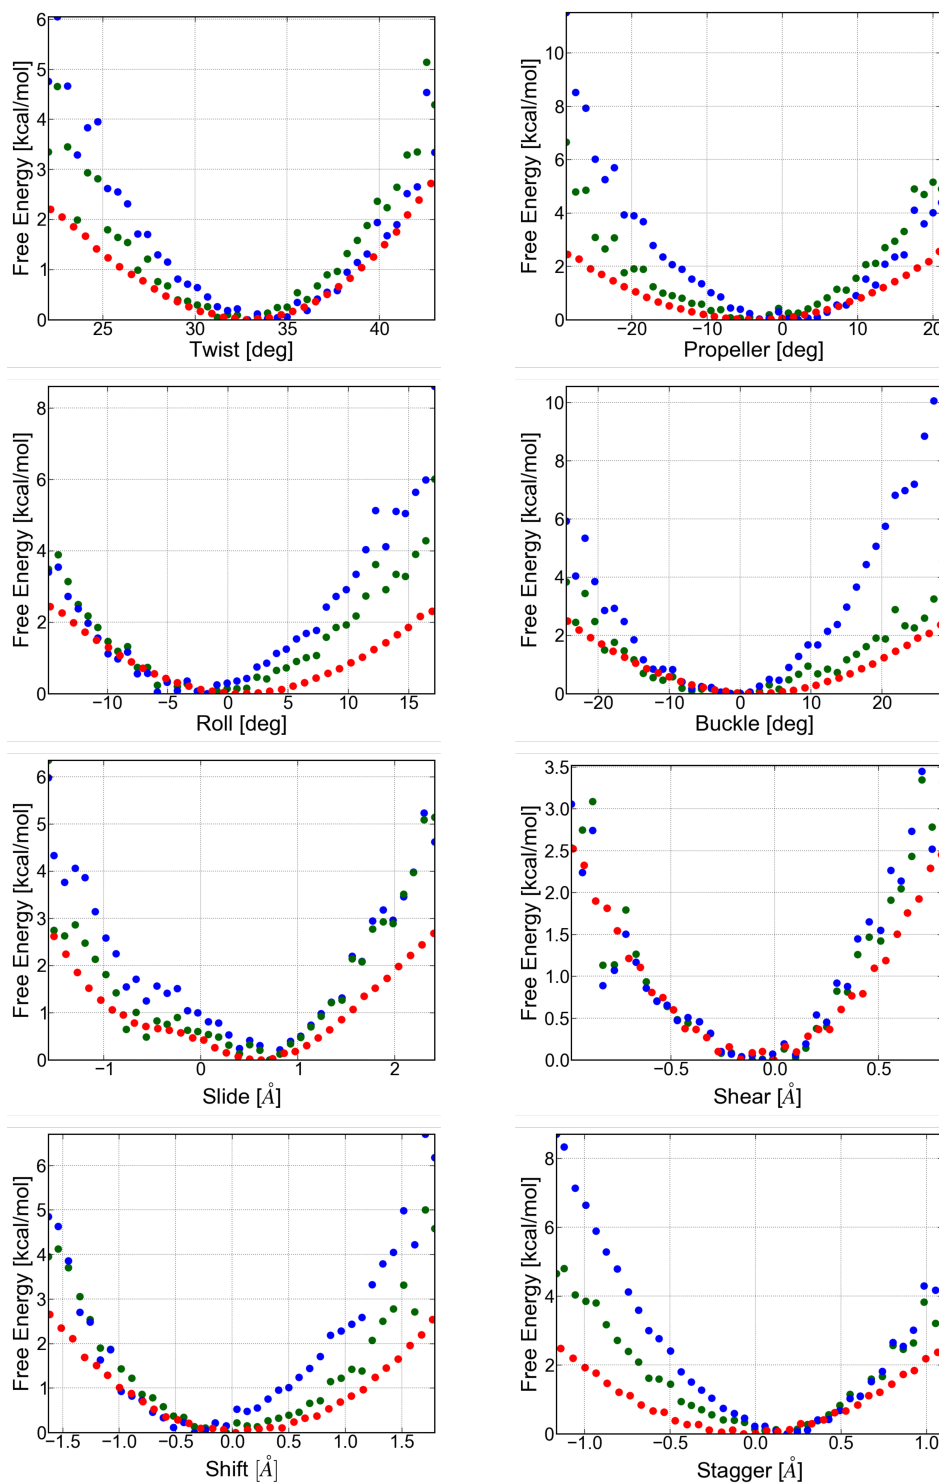 6
5
4
3
2
1
0
Free Energy [kcal/mol]
25 30 35 40
Twist [deg]
10
8
6
4
2
0
Free Energy [kcal/mol]
−20 −10 0 10 20
Propeller [deg]
8
6
4
2
0
Free Energy [kcal/mol]
−10 −5 0 5 10 15
Roll [deg]
10
8
6
4
2
0
Free Energy [kcal/mol]
−20 −10 0 10 20
Buckle [deg]
6
5
4
3
2
1
0
Free Energy [kcal/mol]
−1 0 1 2
Slide [Å]
3.5
3.0
2.5
2.0
1.5
1.0
0.5
0.0
Free Energy [kcal/mol]
−0.5 0.0 0.5
Shear [Å]
6
5
4
3
2
1
0
Free Energy [kcal/mol]
−1.5 −1.0 −0.5 0.0 0.5 1.0 1.5
Shift [Å]
8
6
4
2
0
Free Energy [kcal/mol]
−1.0 −0.5 0.0 0.5 1.0
Stagger [Å]